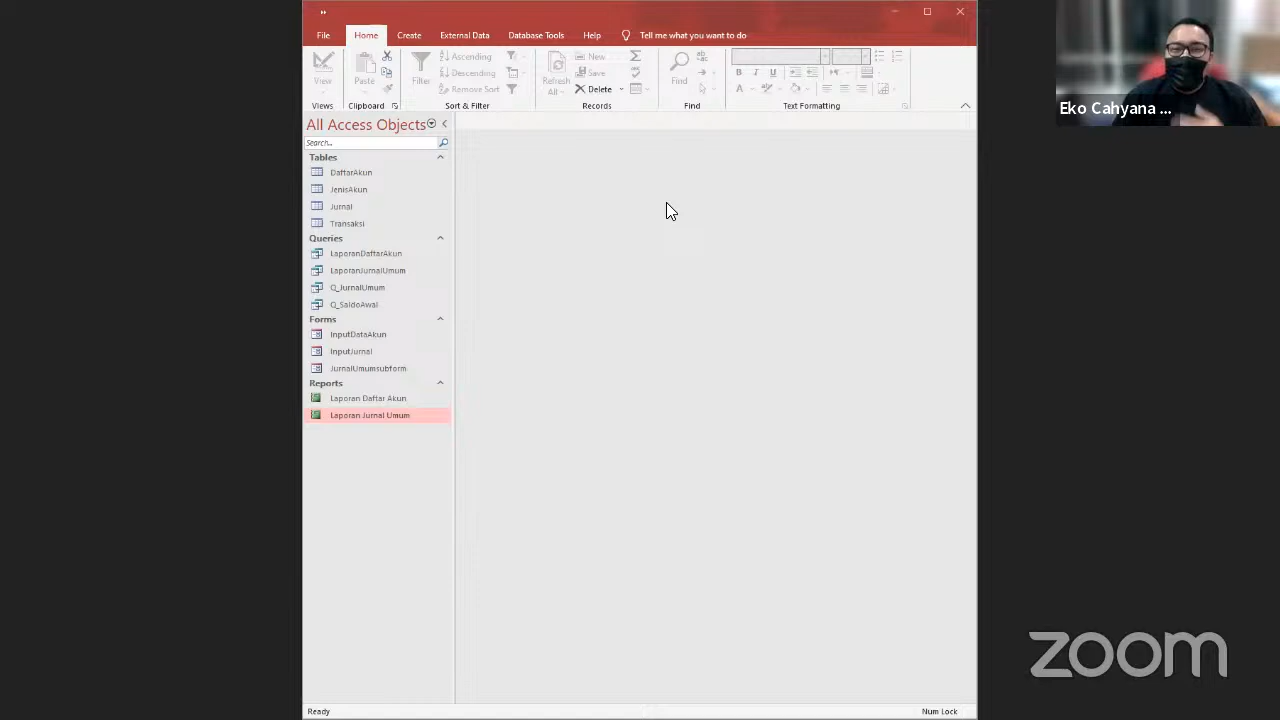 File Home Create External Data Database Tools Help Tell me what you want to do
View
Paste
Filter
Ascending
Descending
Remove Sort
Refresh
All
New
Save
Delete
Find
B I U
A
Views Clipboard Sort & Filter Records Find Text Formatting
All Access Objects
Search...
Tables
DaftarAkun
JenisAkun
Jurnal
Transaksi
Queries
LaporanDaftarAkun
LaporanJurnalUmum
Q_JurnalUmum
Q_SaldoAwal
Forms
InputDataAkun
InputJurnal
JurnalUmumsubform
Reports
Laporan Daftar Akun
Laporan Jurnal Umum
Ready
Num Lock
Eko Cahyana ...
zoom